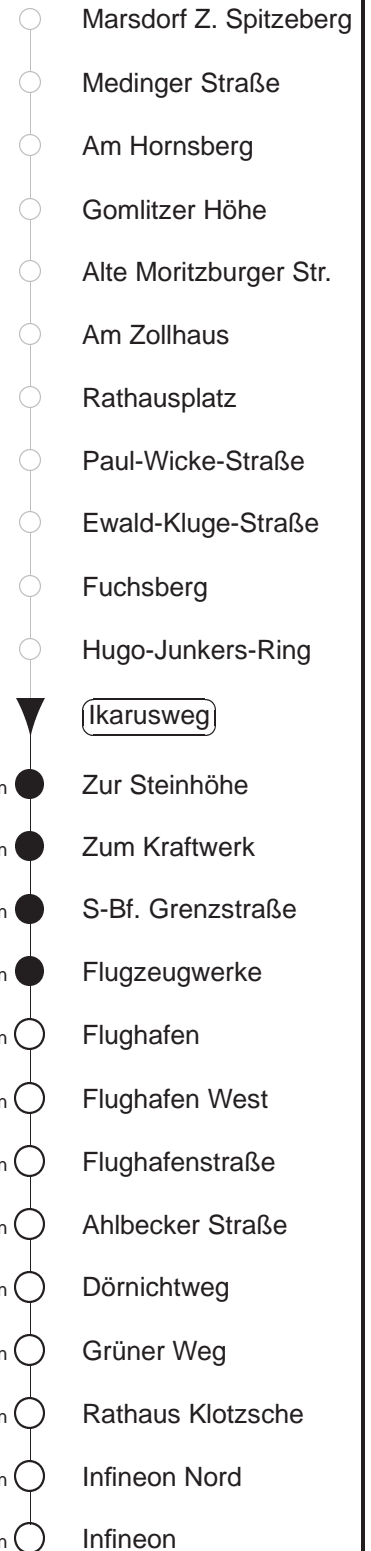 Marsdorf Z. Spitzeberg
Medinger Straße
Am Hornsberg
Gomlitzer Höhe
Alte Moritzburger Str.
Am Zollhaus
Rathausplatz
Paul-Wicke-Straße
Ewald-Kluge-Straße
Fuchsberg
Hugo-Junkers-Ring
Ikarusweg
Zur Steinhöhe
Zum Kraftwerk
S-Bf. Grenzstraße
Flugzeugwerke
Flughafen
Flughafen West
Flughafenstraße
Ahlbecker Straße
Dörnichtweg
Grüner Weg
Rathaus Klotzsche
Infineon Nord
Infineon